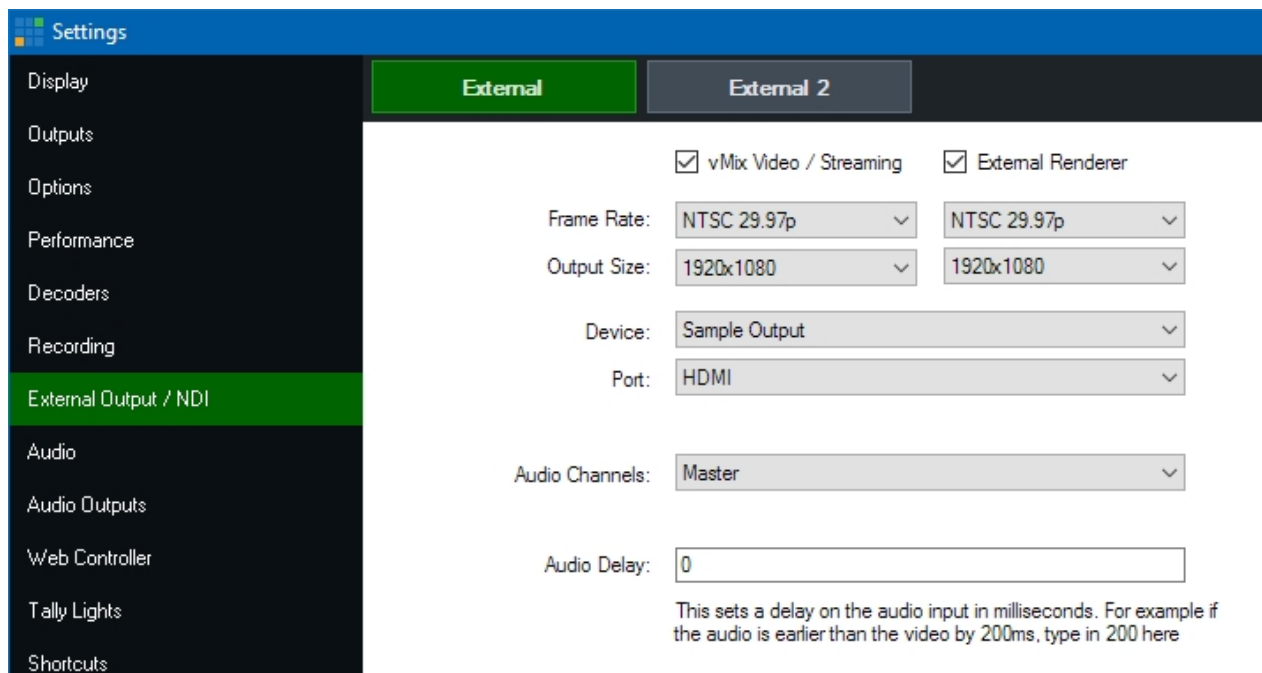 Settings
Display
Outputs
Options
Performance
Decoders
Recording
External Output / NDI
Audio
Audio Outputs
Web Controller
Tally Lights
Shortcuts
External External 2
vMix Video / Streaming External Renderer
Frame Rate: NTSC 29.97p NTSC 29.97p
Output Size: 1920x1080 1920x1080
Device: Sample Output
Port: HDMI
Audio Channels: Master
Audio Delay: 0
This sets a delay on the audio input in milliseconds. For example if
the audio is earlier than the video by 200ms, type in 200 here